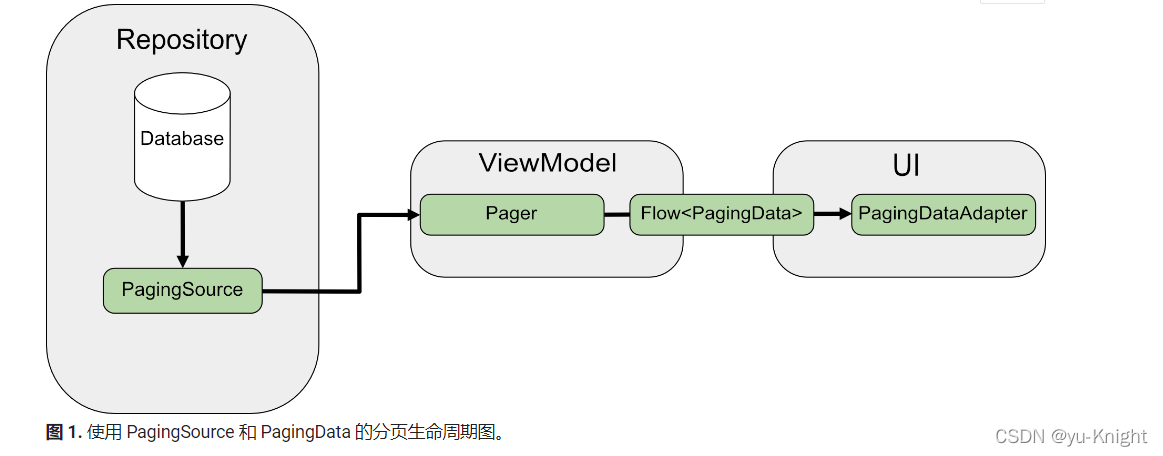 Repository
Database
PagingSource
ViewModel
Pager
Flow<PagingData>
UI
PagingDataAdapter
图 1. 使用 PagingSource 和 PagingData 的分页生命周期图。
CSDN @yu-Knight